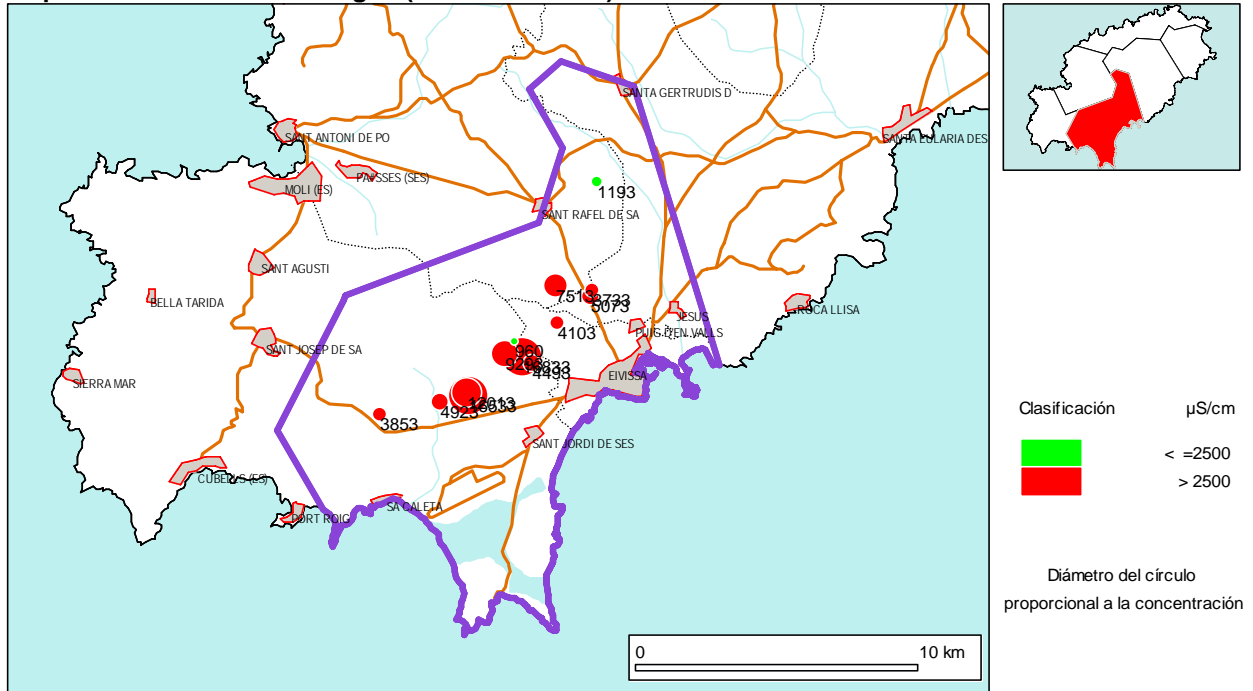 SANTA GERTRUDIS D
SANT ANTONI DE PO
SANTA EULARIA DES
PAISSES (SES)
MOLI (ES)
1193
SANT RAFEL DE SA
SANT AGUSTI
BELLA TARIDA
7513
8733
5073
ROCA LLISA
JESUS
4103
PUIG D'EN VALLS
SANT JOSEP DE SA
960
4493
EIVISSA
SIERRA MAR
4923
3853
SANT JORDI DE SES
CUBELLS (ES)
SA CALETA
PORT ROIG
0
10 km
Clasificación
µS/cm
< =2500
> 2500
Diámetro del círculo
proporcional a la concentración